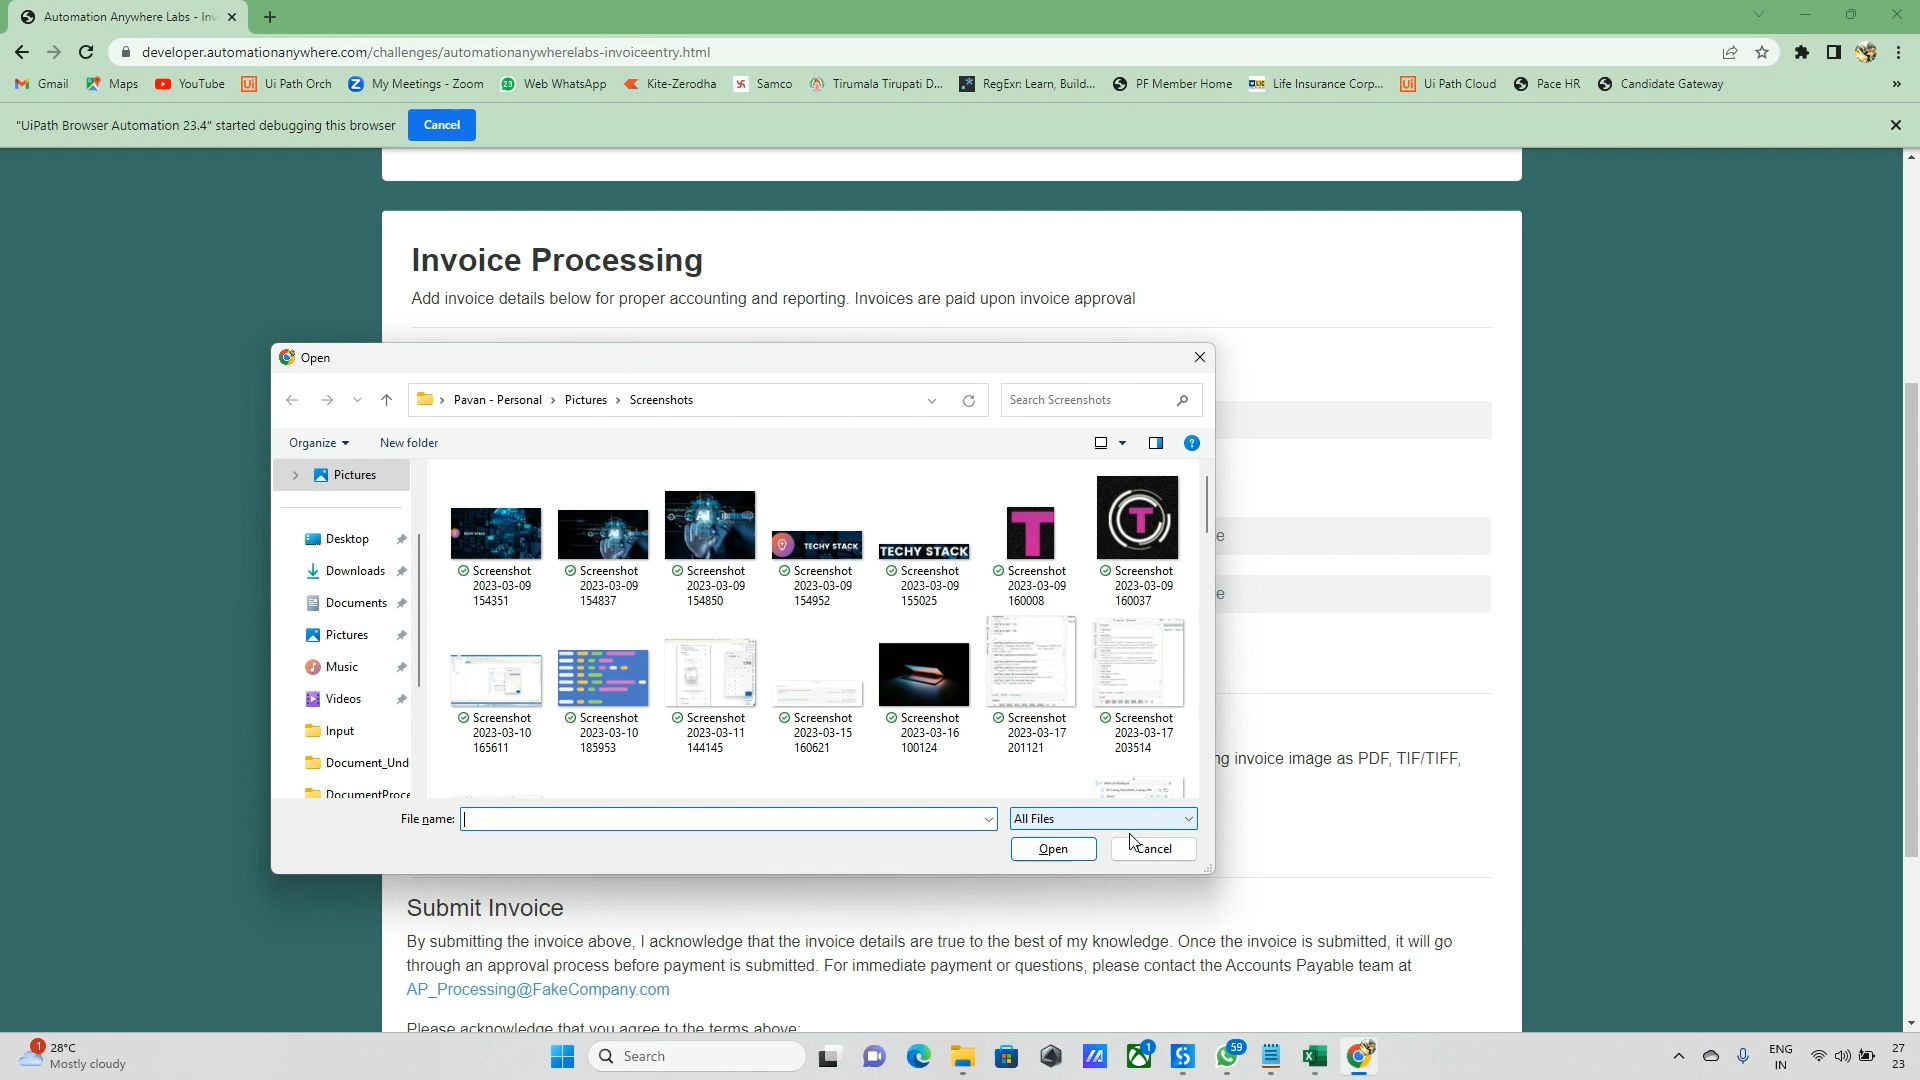 Automation Anywhere Labs - Inv
developer.automationanywhere.com/challenges/automationanywherelabs-invoiceentry.html
Gmail Maps YouTube Ui Path Orch My Meetings - Zoom Web WhatsApp Kite-Zerodha Samco Tirumala Tirupati D... RegExr: Learn, Build... PF Member Home Life Insurance Corp... Ui Path Cloud Pace HR Candidate Gateway »
"UiPath Browser Automation 23.4" started debugging this browser Cancel
Invoice Processing
Add invoice details below for proper accounting and reporting. Invoices are paid upon invoice approval
Open
Pavan - Personal › Pictures › Screenshots
Search Screenshots
Organize New folder
Pictures
Desktop
Downloads
Documents
Pictures
Music
Videos
Input
Document_Und
DocumentProce
TECHY STACK TECHY STACK T T
Screenshot Screenshot Screenshot Screenshot Screenshot Screenshot Screenshot
2023-03-09 2023-03-09 2023-03-09 2023-03-09 2023-03-09 2023-03-09 2023-03-09
154351 154837 154850 154952 155025 160008 160037
Screenshot Screenshot Screenshot Screenshot Screenshot Screenshot Screenshot
2023-03-10 2023-03-10 2023-03-11 2023-03-15 2023-03-16 2023-03-17 2023-03-17
165611 185953 144145 160621 100124 201121 203514
e
e
ng invoice image as PDF, TIF/TIFF,
File name: All Files
Open Cancel
Submit Invoice
By submitting the invoice above, I acknowledge that the invoice details are true to the best of my knowledge. Once the invoice is submitted, it will go
through an approval process before payment is submitted. For immediate payment or questions, please contact the Accounts Payable team at
AP_Processing@FakeCompany.com
Please acknowledge that you agree to the terms above:
1 28°C
Mostly cloudy
Search
1 59
ENG
IN
27
23